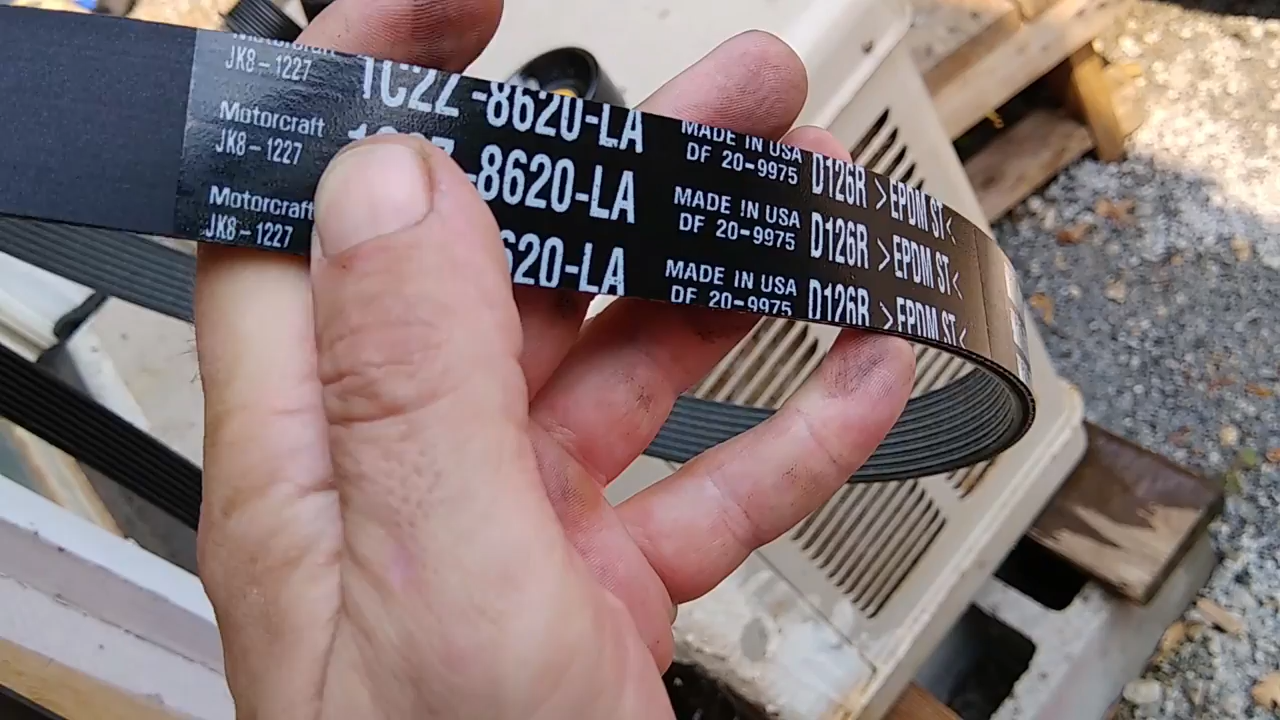 Motorcraft
JK8-1227
1C2Z-8620-LA
MADE IN USA
DF 20-9975
D126R >EPDM ST<
Motorcraft
JK8-1227
-8620-LA
MADE IN USA
DF 20-9975
D126R >EPDM ST<
Motorcraft
JK8-1227
620-LA
MADE IN USA
DF 20-9975
D126R >EPDM ST<